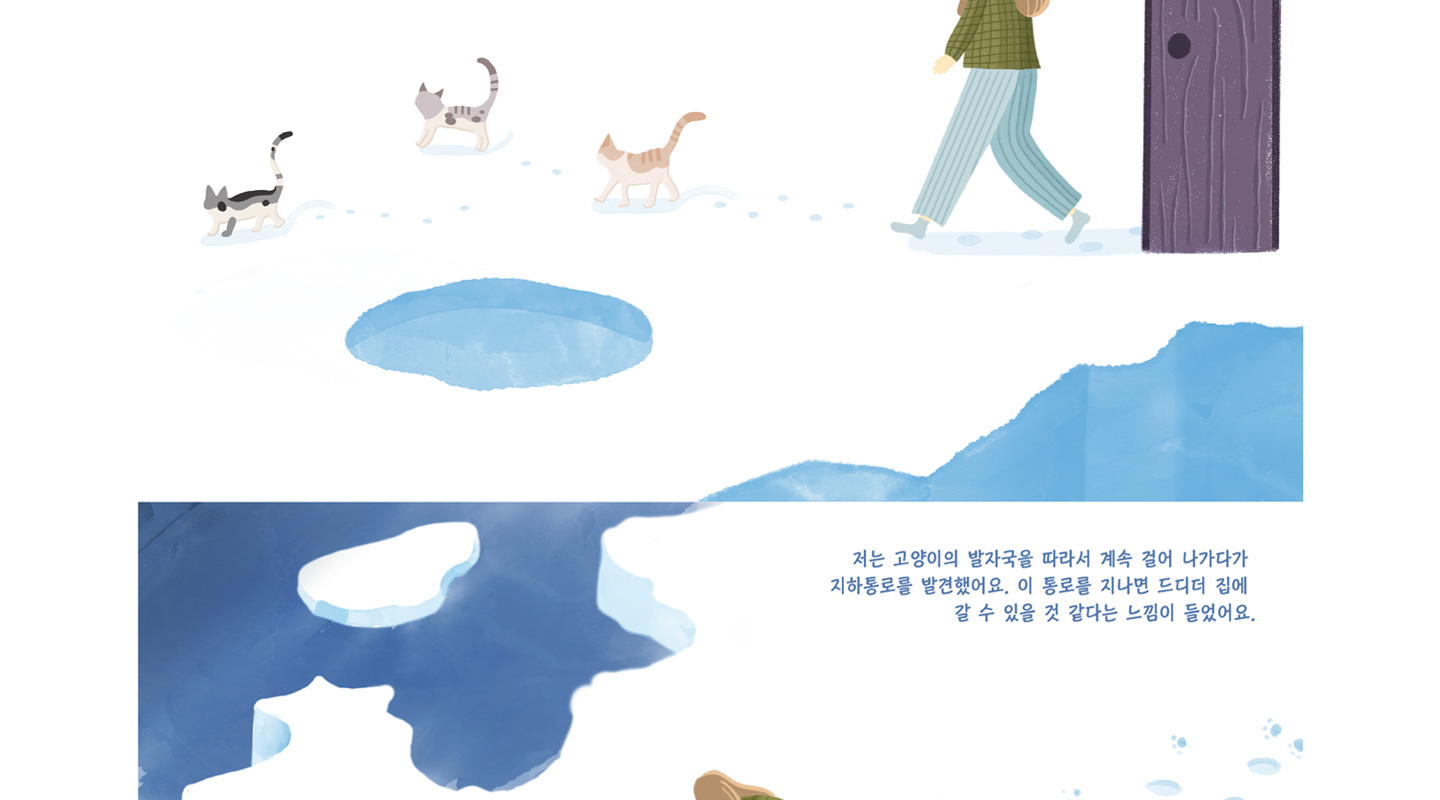 저는 고양이의 발자국을 따라서 계속 걸어 나가다가
지하통로를 발견했어요. 이 통로를 지나면 드디더 집에
갈 수 있을 것 같다는 느낌이 들었어요.